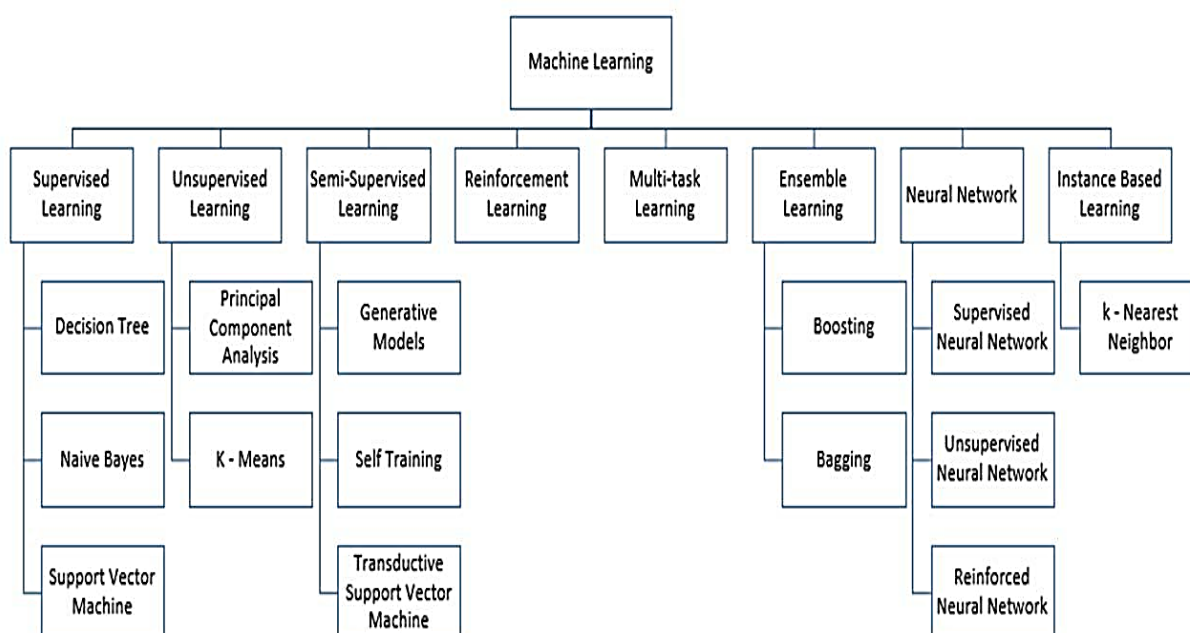 Machine Learning
Supervised
Learning
Unsupervised
Learning
Semi-Supervised
Learning
Reinforcement
Learning
Multi-task
Learning
Ensemble
Learning
Neural Network
Instance Based
Learning
Decision Tree
Naive Bayes
Support Vector
Machine
Principal
Component
Analysis
K - Means
Generative
Models
Self Training
Transductive
Support Vector
Machine
Boosting
Bagging
Supervised
Neural Network
Unsupervised
Neural Network
Reinforced
Neural Network
k - Nearest
Neighbor